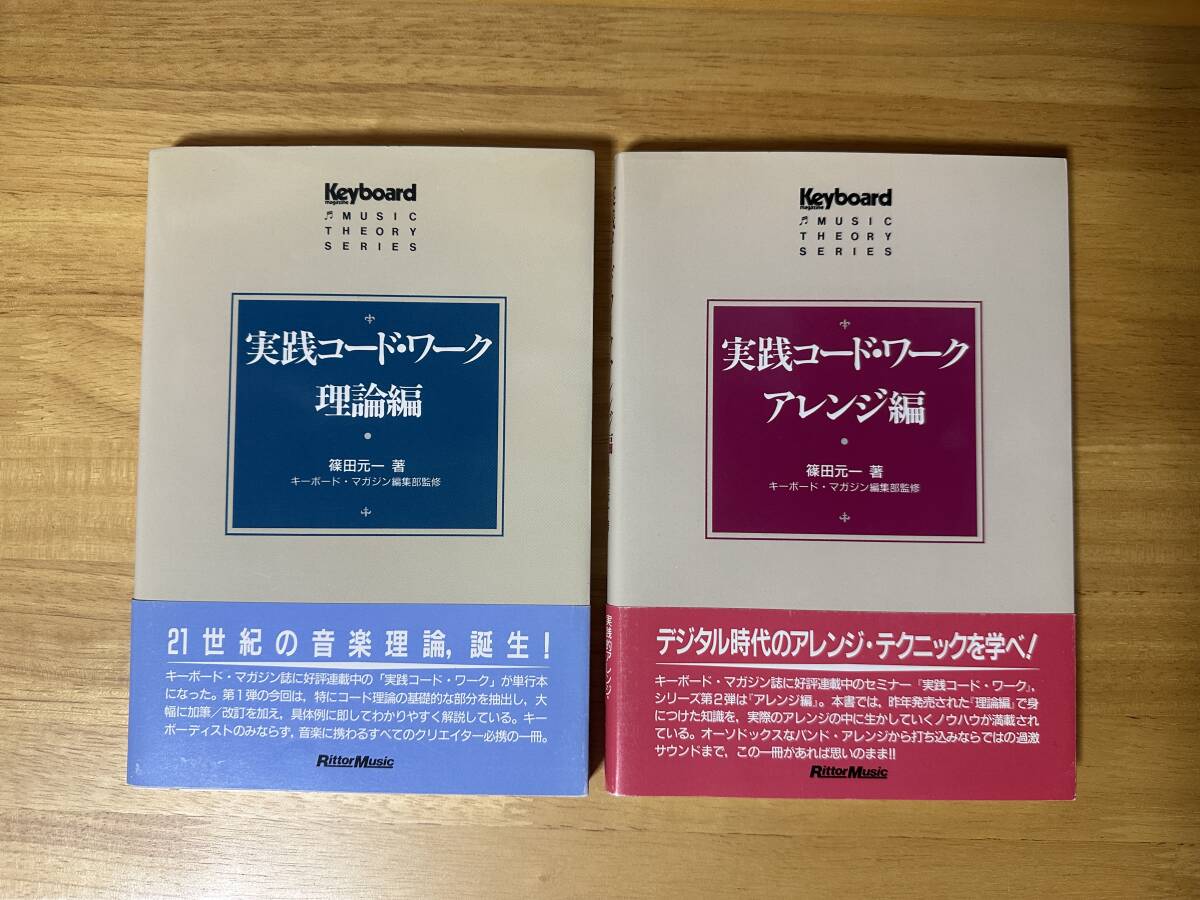 Keyboard
magazine
MUSIC
THEORY
SERIES
実践コード・ワーク
理論編
篠田元一 著
キーボード・マガジン編集部監修
21世紀の音楽理論,誕生!
キーボード・マガジン誌に好評連載中の「実践コード・ワーク」が単行本
になった。第1弾の今回は,特にコード理論の基礎的な部分を抽出し,大
幅に加筆/改訂を加え,具体例に即してわかりやすく解説している。キー
ボーディストのみならず,音楽に携わるすべてのクリエイター必携の一冊。
RittorMusic
Keyboard
magazine
MUSIC
THEORY
SERIES
実践コード・ワーク
アレンジ編
篠田元一 著
キーボード・マガジン編集部監修
デジタル時代のアレンジ・テクニックを学べ!
キーボード・マガジン誌に好評連載中のセミナー『実践コード・ワーク』,
シリーズ第2弾は『アレンジ編』。本書では,昨年発売された『理論編』で身
につけた知識を,実際のアレンジの中に生かしていくノウハウが満載され
ている。オーソドックスなバンド・アレンジから打ち込みならではの過激
サウンドまで,この一冊があれば思いのまま!!
RittorMusic
実践的アレンジ・